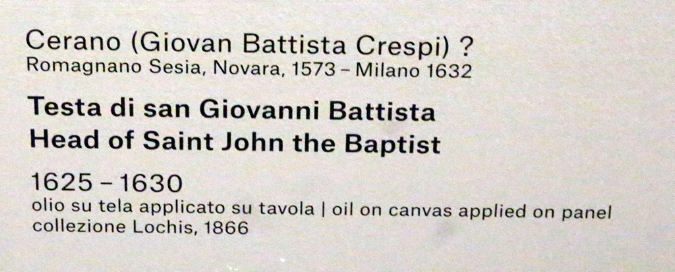 Cerano (Giovan Battista Crespi) ?
Romagnano Sesia, Novara, 1573 – Milano 1632
Testa di san Giovanni Battista
Head of Saint John the Baptist
1625 – 1630
olio su tela applicato su tavola | oil on canvas applied on panel
collezione Lochis, 1866